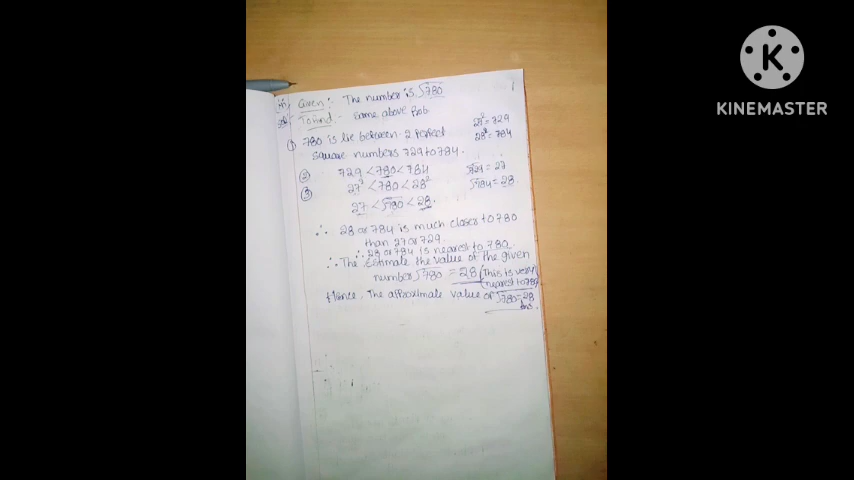 Given :- The number is √780
To Find :- Same above Prob.
① 780 is lie between 2 perfect
28² = 729
28² = 784
square numbers 729 to 784.
② 729 < 780 < 784
√729 = 27
③ 27² < 780 < 28²
√784 = 28
27 < √780 < 28.
∴ 28 or 784 is much closer to 780
than 27 or 729.
∴ 28 or 784 is nearest to 780.
∴ The Estimate the value of the given
number √780 = 28 (This is very
nearest to 784
Hence, The approximate value of √780 = 28
Ans.
K
KINEMASTER